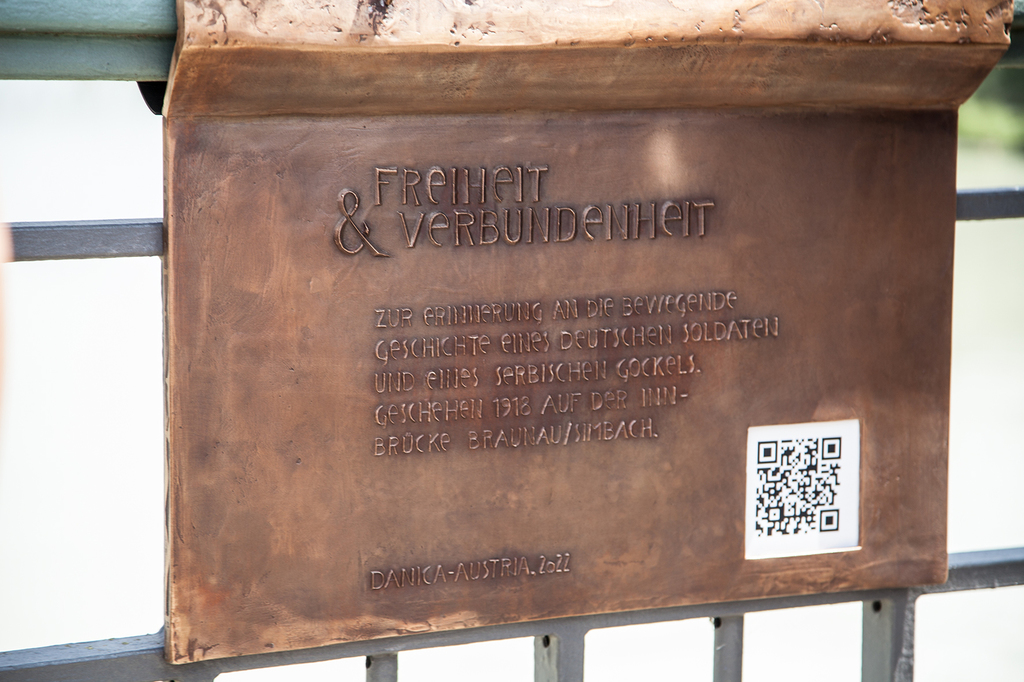 FREIHEIT
& VERBUNDENHEIT
ZUR ERINNERUNG AN DIE BEWEGENDE
GESCHICHTE EINES DEUTSCHEN SOLDATEN
UND EINES SERBISCHEN GOCKELS.
GESCHEHEN 1918 AUF DER INN-
BRÜCKE BRAUNAU/SIMBACH.
DANICA-AUSTRIA, 2022